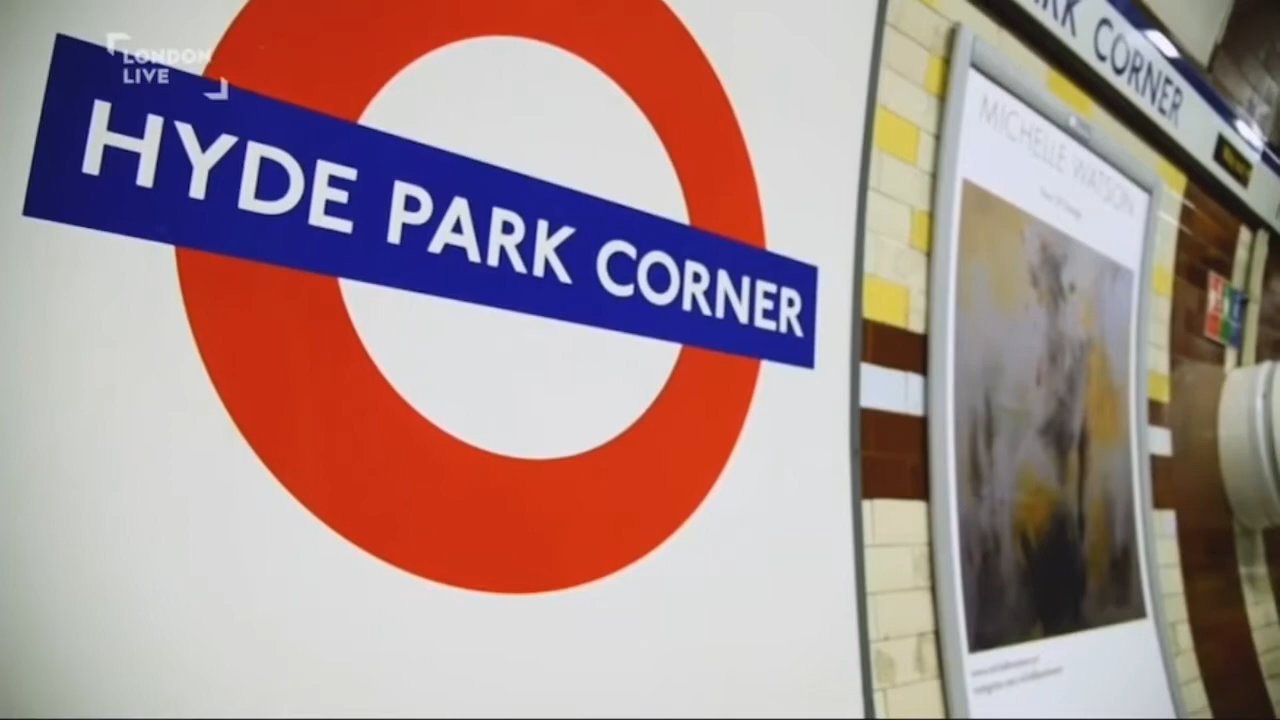 LONDON
LIVE
HYDE PARK CORNER
RK CORNER
MICHELLE WATSON